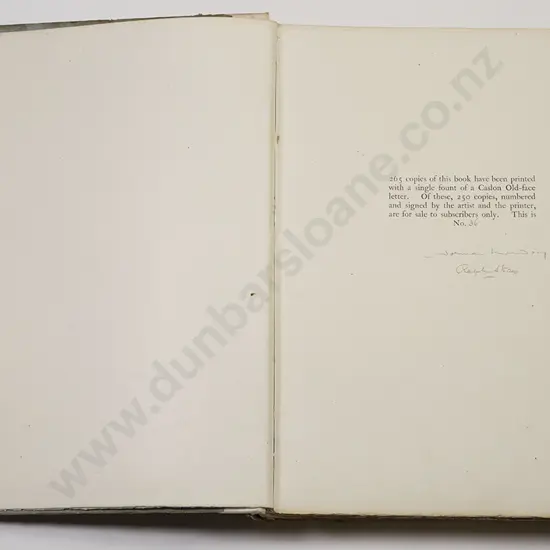 265 copies of this book have been printed
with a single fount of a Caslon Old-face
letter. Of these, 250 copies, numbered
and signed by the artist and the printer,
are for sale to subscribers only. This is
No. 86
www.dunbarsloane.co.nz